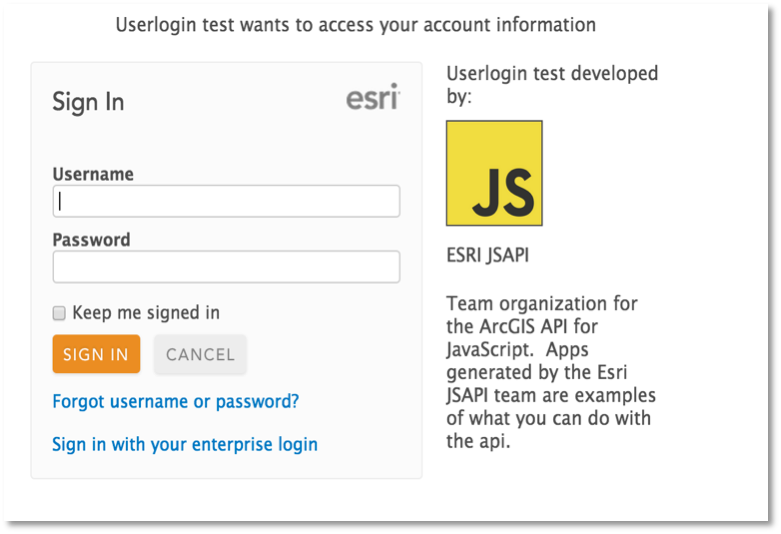 Userlogin test wants to access your account information
Sign In
esri
Username
Password
Keep me signed in
SIGN IN
CANCEL
Forgot username or password?
Sign in with your enterprise login
Userlogin test developed
by:
JS
ESRI JSAPI
Team organization for
the ArcGIS API for
JavaScript.  Apps
generated by the Esri
JSAPI team are examples
of what you can do with
the api.